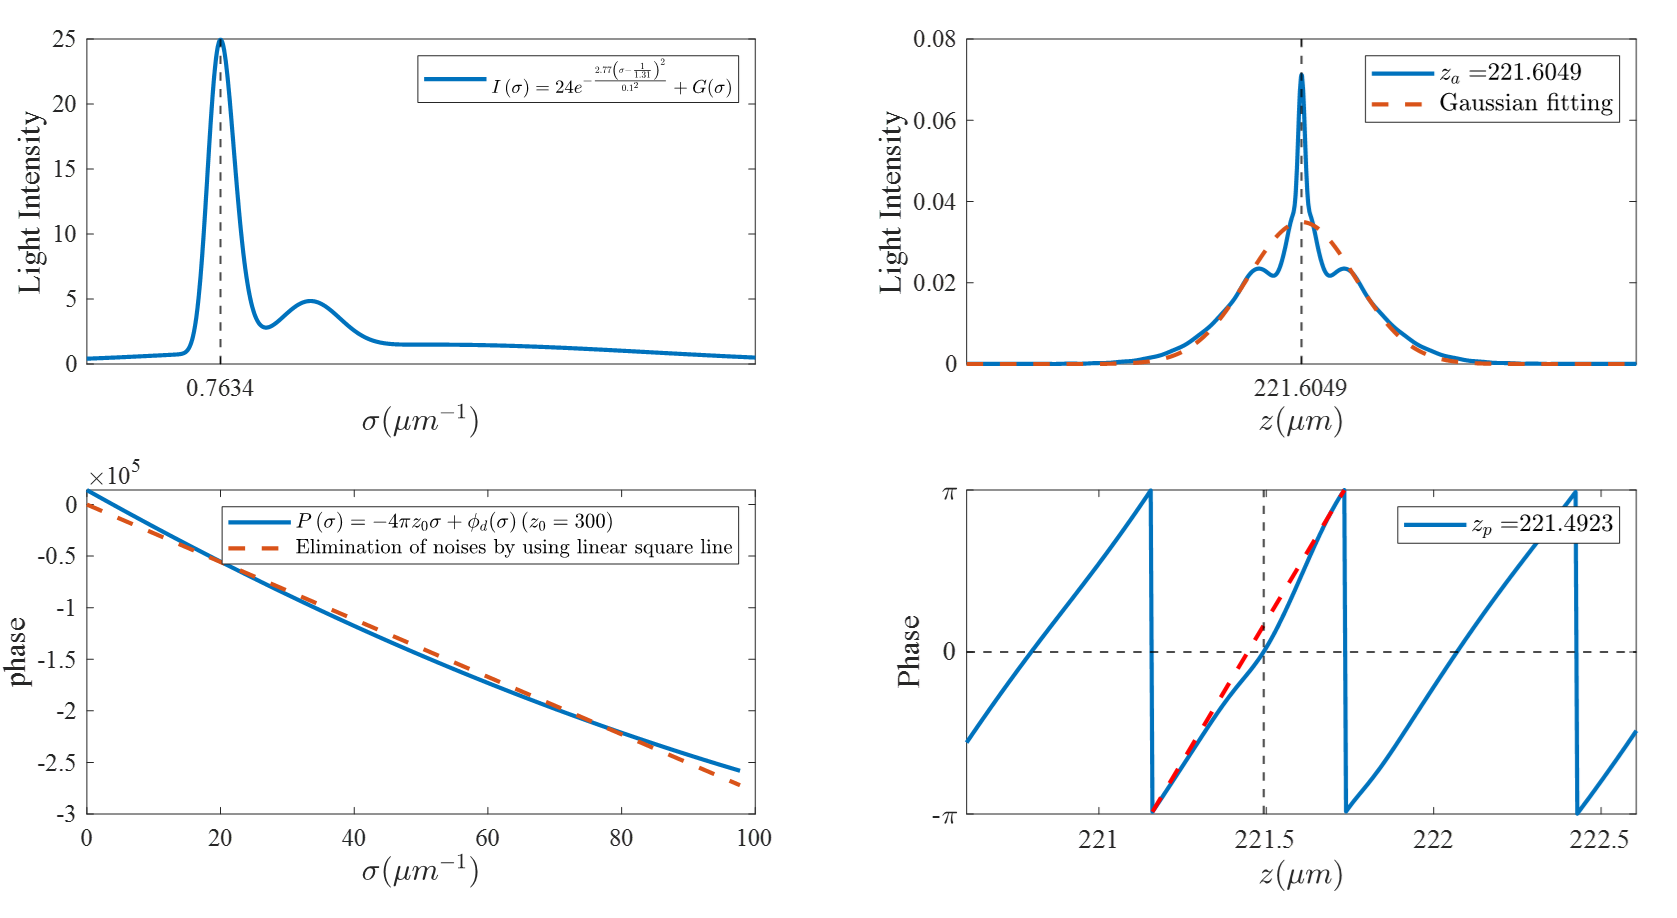 25
20
15
10
5
0
Light Intensity
I (σ) = 24e^{-\frac{2.77(σ-\frac{1}{1.31})^2}{0.1^2}} + G(σ)
0.7634
σ(μm⁻¹)
0.08
0.06
0.04
0.02
0
Light Intensity
z_a =221.6049
Gaussian fitting
221.6049
z(μm)
×10⁵
0
-0.5
-1
-1.5
-2
-2.5
-3
phase
P (σ) = −4πz₀σ + ϕ_d(σ) (z₀ = 300)
Elimination of noises by using linear square line
0 20 40 60 80 100
σ(μm⁻¹)
π
0
-π
Phase
z_p =221.4923
221 221.5 222 222.5
z(μm)